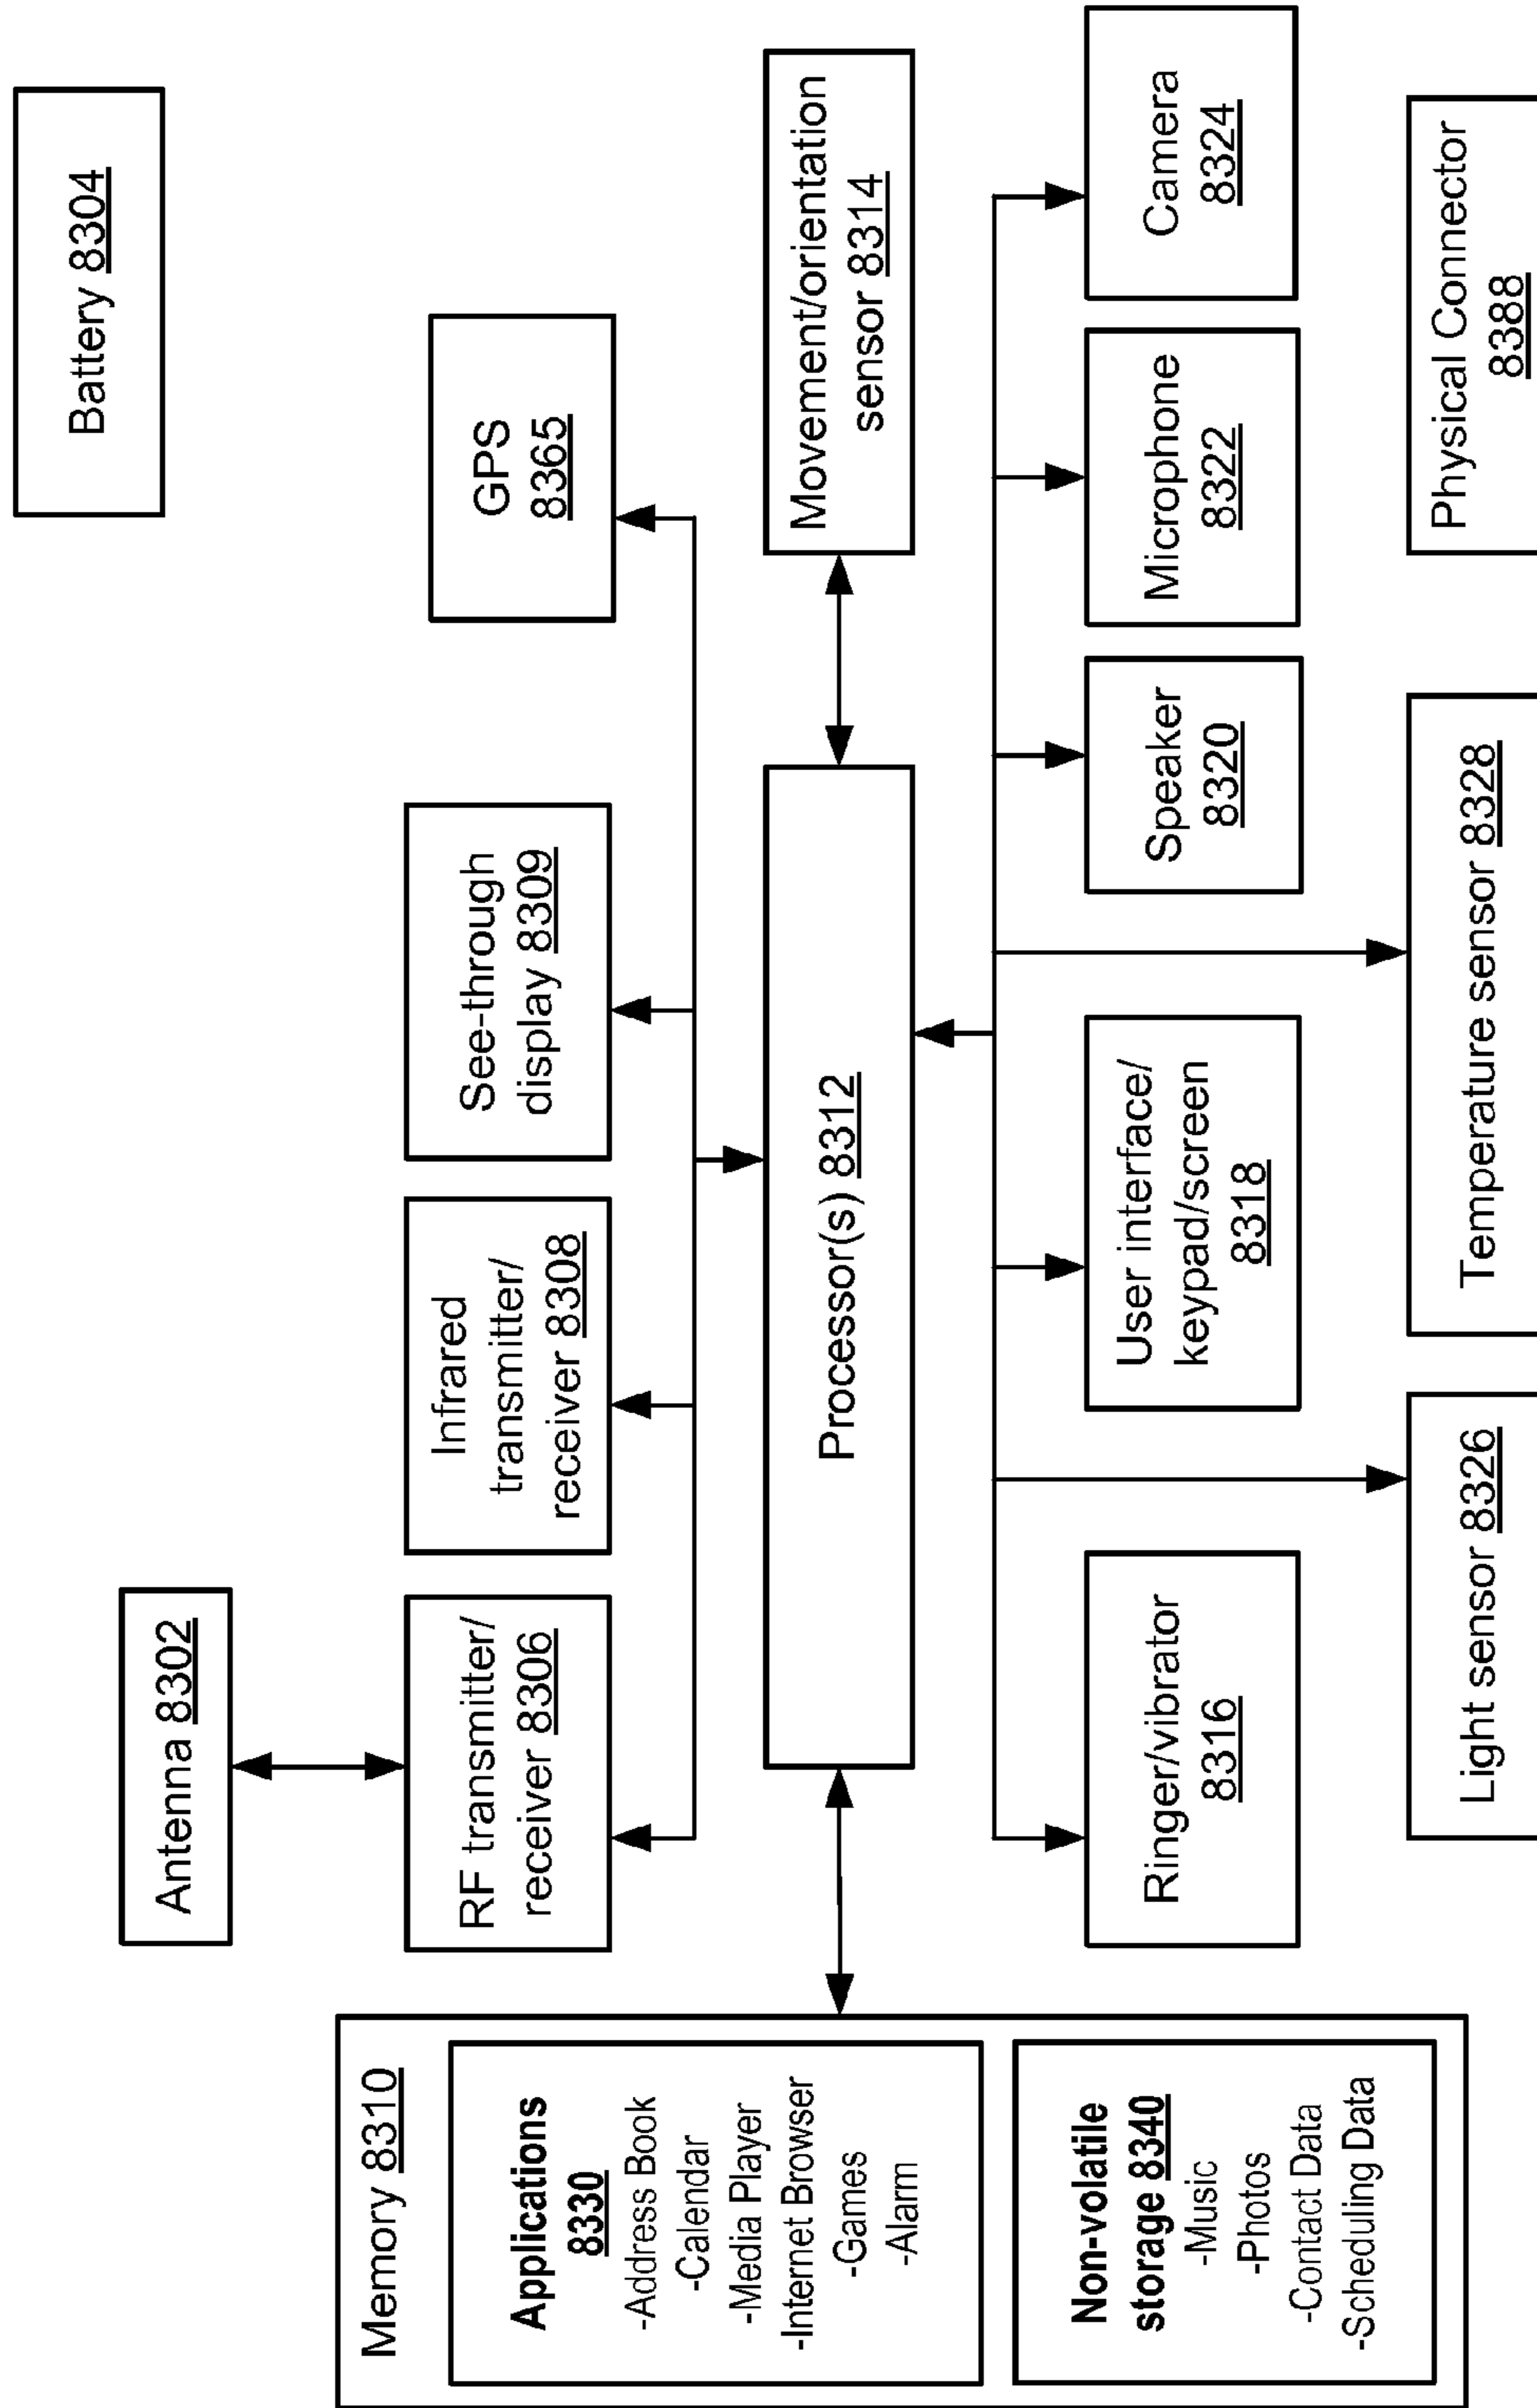 Battery 8304
Antenna 8302
RF transmitter/
receiver 8306
Infrared
transmitter/
receiver 8308
See-through
display 8309
GPS
8365
Memory 8310
Applications
8330
-Address Book
-Calendar
-Media Player
-Internet Browser
-Games
-Alarm
Non-volatile
storage 8340
-Music
-Photos
-Contact Data
-Scheduling Data
Processor(s) 8312
Movement/orientation
sensor 8314
Ringer/vibrator
8316
User interface/
keypad/screen
8318
Speaker
8320
Microphone
8322
Camera
8324
Light sensor 8326
Temperature sensor 8328
Physical Connector
8388